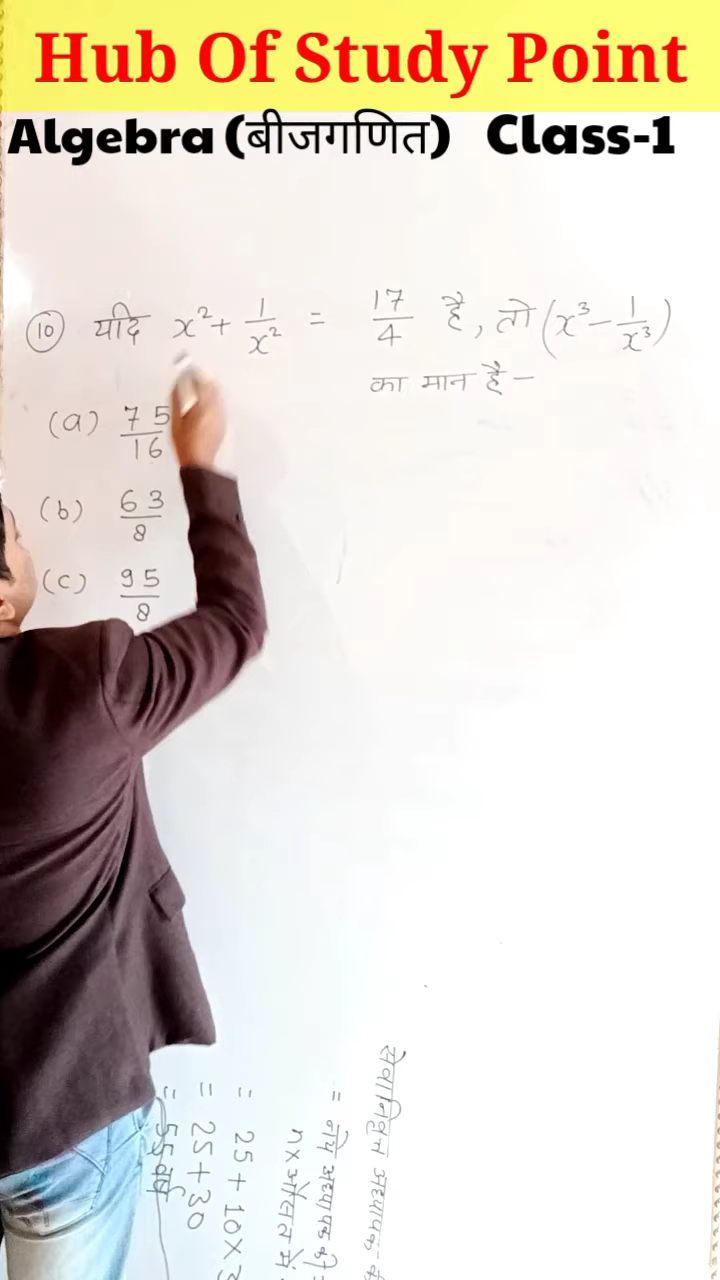 Hub Of Study Point
Algebra (बीजगणित) Class-1
(10) यदि x² + 1/x² = 17/4 है, तो (x³ - 1/x³)
का मान है -
(a) 75/16
(b) 63/8
(c) 95/8
सेवानिवृत्त अध्यापक
= शेष अध्यापक की
n × औसत में
= 25 + 10 ×
= 25 + 30
= 55 वर्ष